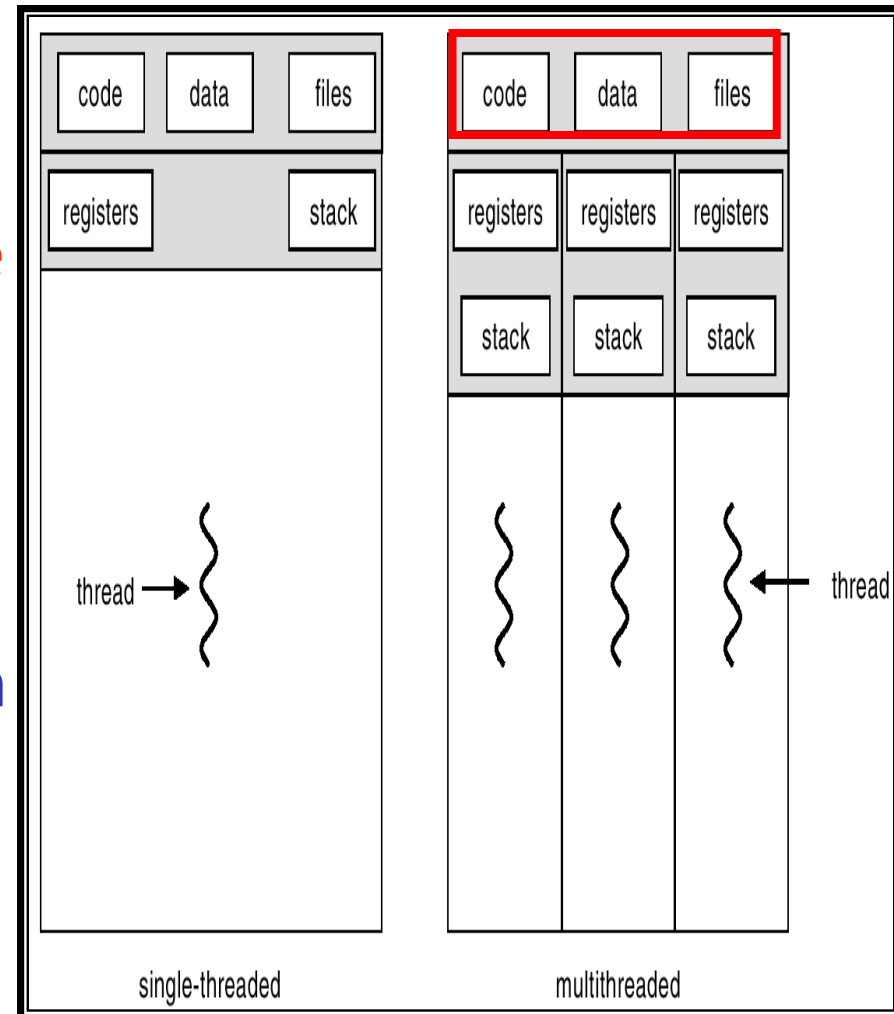 code data files
registers stack
thread
single-threaded
code data files
registers registers registers
stack stack stack
thread
multithreaded